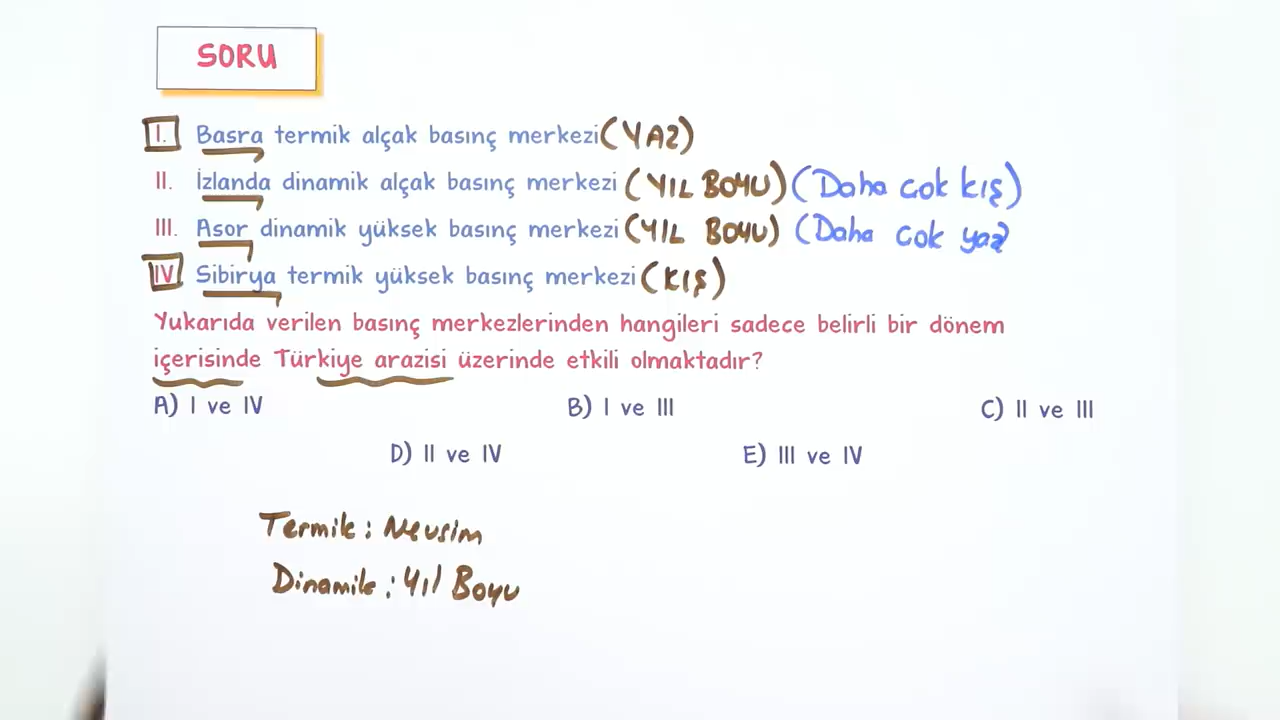 SORU
I. Basra termik alçak basınç merkezi (YAZ)
II. İzlanda dinamik alçak basınç merkezi (YIL BOYU) (Daha çok kış)
III. Asor dinamik yüksek basınç merkezi (YIL BOYU) (Daha çok yaz
IV Sibirya termik yüksek basınç merkezi (KIŞ)
Yukarıda verilen basınç merkezlerinden hangileri sadece belirli bir dönem
içerisinde Türkiye arazisi üzerinde etkili olmaktadır?
A) I ve IV B) I ve III C) II ve III
D) II ve IV E) III ve IV
Termik : Mevsim
Dinamik : Yıl Boyu